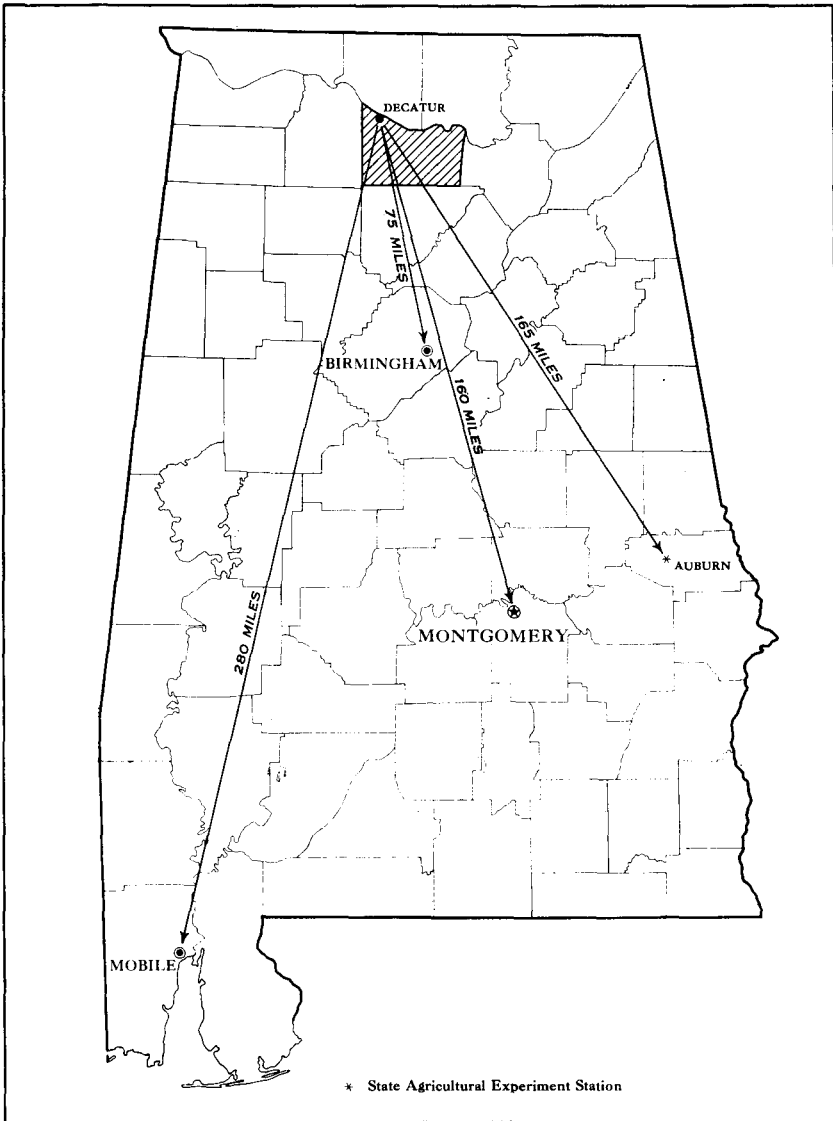 DECATUR
75 MILES
165 MILES
BIRMINGHAM
160 MILES
AUBURN
280 MILES
MONTGOMERY
MOBILE
* State Agricultural Experiment Station